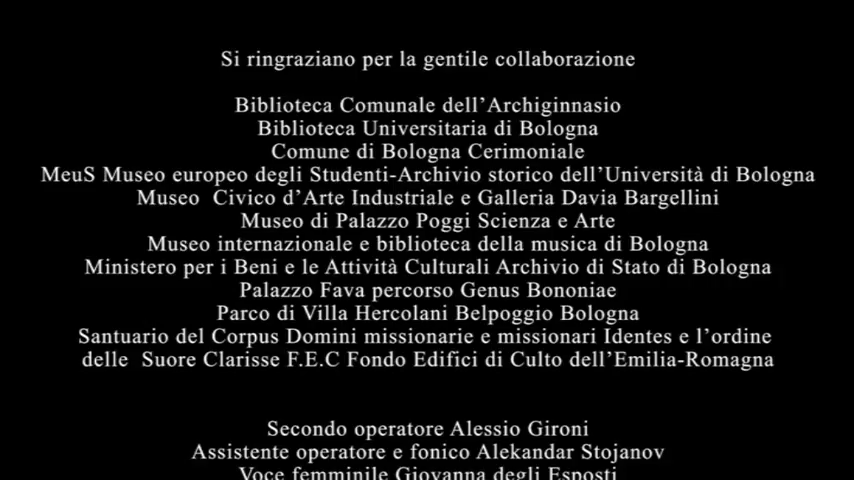 Si ringraziano per la gentile collaborazione
Biblioteca Comunale dell’Archiginnasio
Biblioteca Universitaria di Bologna
Comune di Bologna Cerimoniale
MeuS Museo europeo degli Studenti-Archivio storico dell’Università di Bologna
Museo  Civico d’Arte Industriale e Galleria Davia Bargellini
Museo di Palazzo Poggi Scienza e Arte
Museo internazionale e biblioteca della musica di Bologna
Ministero per i Beni e le Attività Culturali Archivio di Stato di Bologna
Palazzo Fava percorso Genus Bononiae
Parco di Villa Hercolani Belpoggio Bologna
Santuario del Corpus Domini missionarie e missionari Identes e l’ordine
delle  Suore Clarisse F.E.C Fondo Edifici di Culto dell’Emilia-Romagna
Secondo operatore Alessio Gironi
Assistente operatore e fonico Alekandar Stojanov
Voce femminile Giovanna degli Esposti